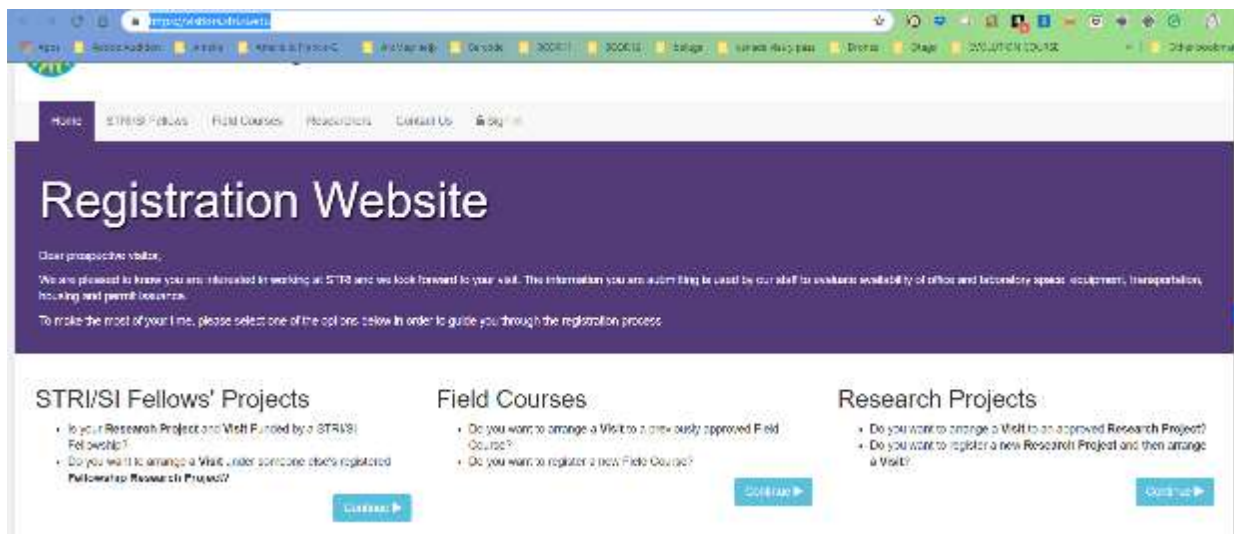 Home STRI/SI Fellows Field Courses Researchers Contact Us Sign in
Registration Website
Dear prospective visitor,
We are pleased to know you are interested in working at STRI and we look forward to your visit. The information you are submitting is used by our staff to evaluate availability of office and laboratory space, equipment, transportation,
housing and permit issuance.
To make the most of your time, please select one of the options below in order to guide you through the registration process
STRI/SI Fellows' Projects
Is your Research Project and Visit Funded by a STRI/SI
Fellowship?
Do you want to arrange a Visit under someone else's registered
Fellowship Research Project?
Continue
Field Courses
Do you want to arrange a Visit to a previously approved Field
Course?
Do you want to register a new Field Course?
Continue
Research Projects
Do you want to arrange a Visit to an approved Research Project?
Do you want to register a new Research Project and then arrange
a Visit?
Continue